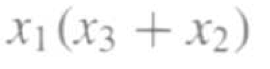 x₁(x₃ + x₂)